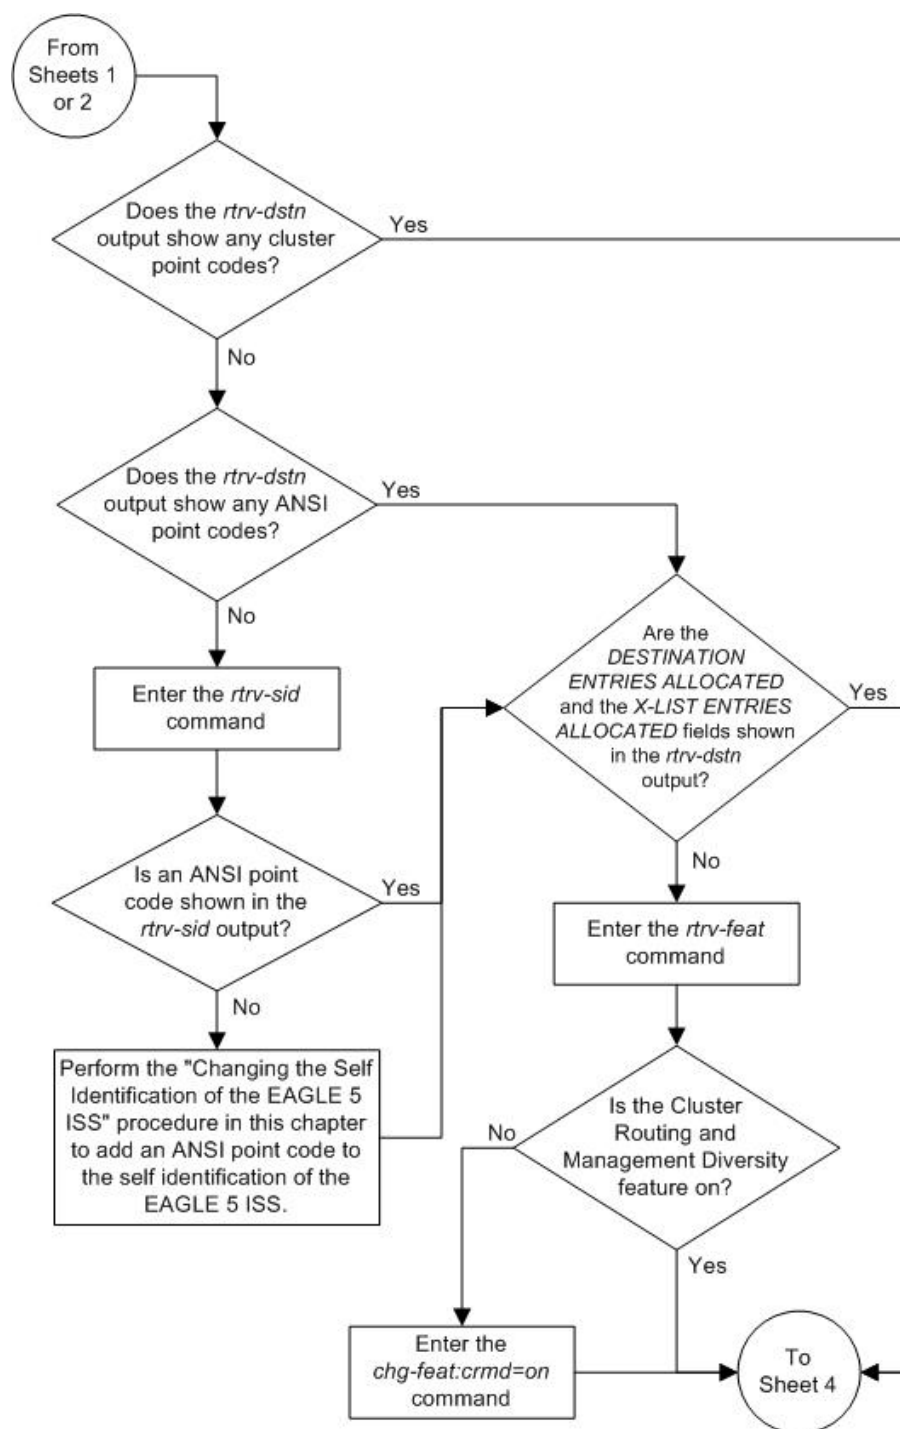 From
Sheets 1
or 2
Does the rtrv-dstn
output show any cluster
point codes?
Yes
No
Does the rtrv-dstn
output show any ANSI
point codes?
Yes
No
Enter the rtrv-sid
command
Are the
DESTINATION
ENTRIES ALLOCATED
and the X-LIST ENTRIES
ALLOCATED fields shown
in the rtrv-dstn
output?
Yes
No
Is an ANSI point
code shown in the
rtrv-sid output?
Yes
No
Enter the rtrv-feat
command
Perform the "Changing the Self
Identification of the EAGLE 5
ISS" procedure in this chapter
to add an ANSI point code to
the self identification of the
EAGLE 5 ISS.
Is the Cluster
Routing and
Management Diversity
feature on?
No
Yes
Enter the
chg-feat:crmd=on
command
To
Sheet 4